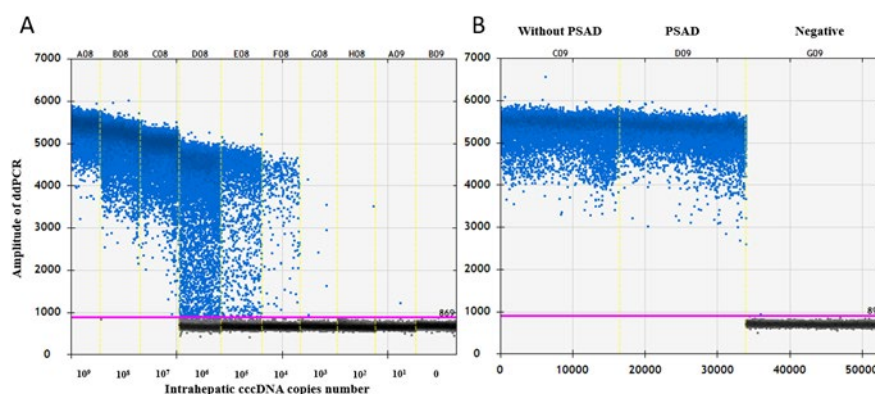 A
A08 B08 C08 D08 E08 F08 G08 H08 A09 B09
7000
6000
5000
4000
3000
2000
1000
0
Amplitude of ddPCR
869
10⁹ 10⁸ 10⁷ 10⁶ 10⁵ 10⁴ 10³ 10² 10¹ 0
Intrahepatic cccDNA copies number
B
Without PSAD PSAD Negative
C09 D09 G09
7000
6000
5000
4000
3000
2000
1000
0
0 10000 20000 30000 40000 50000